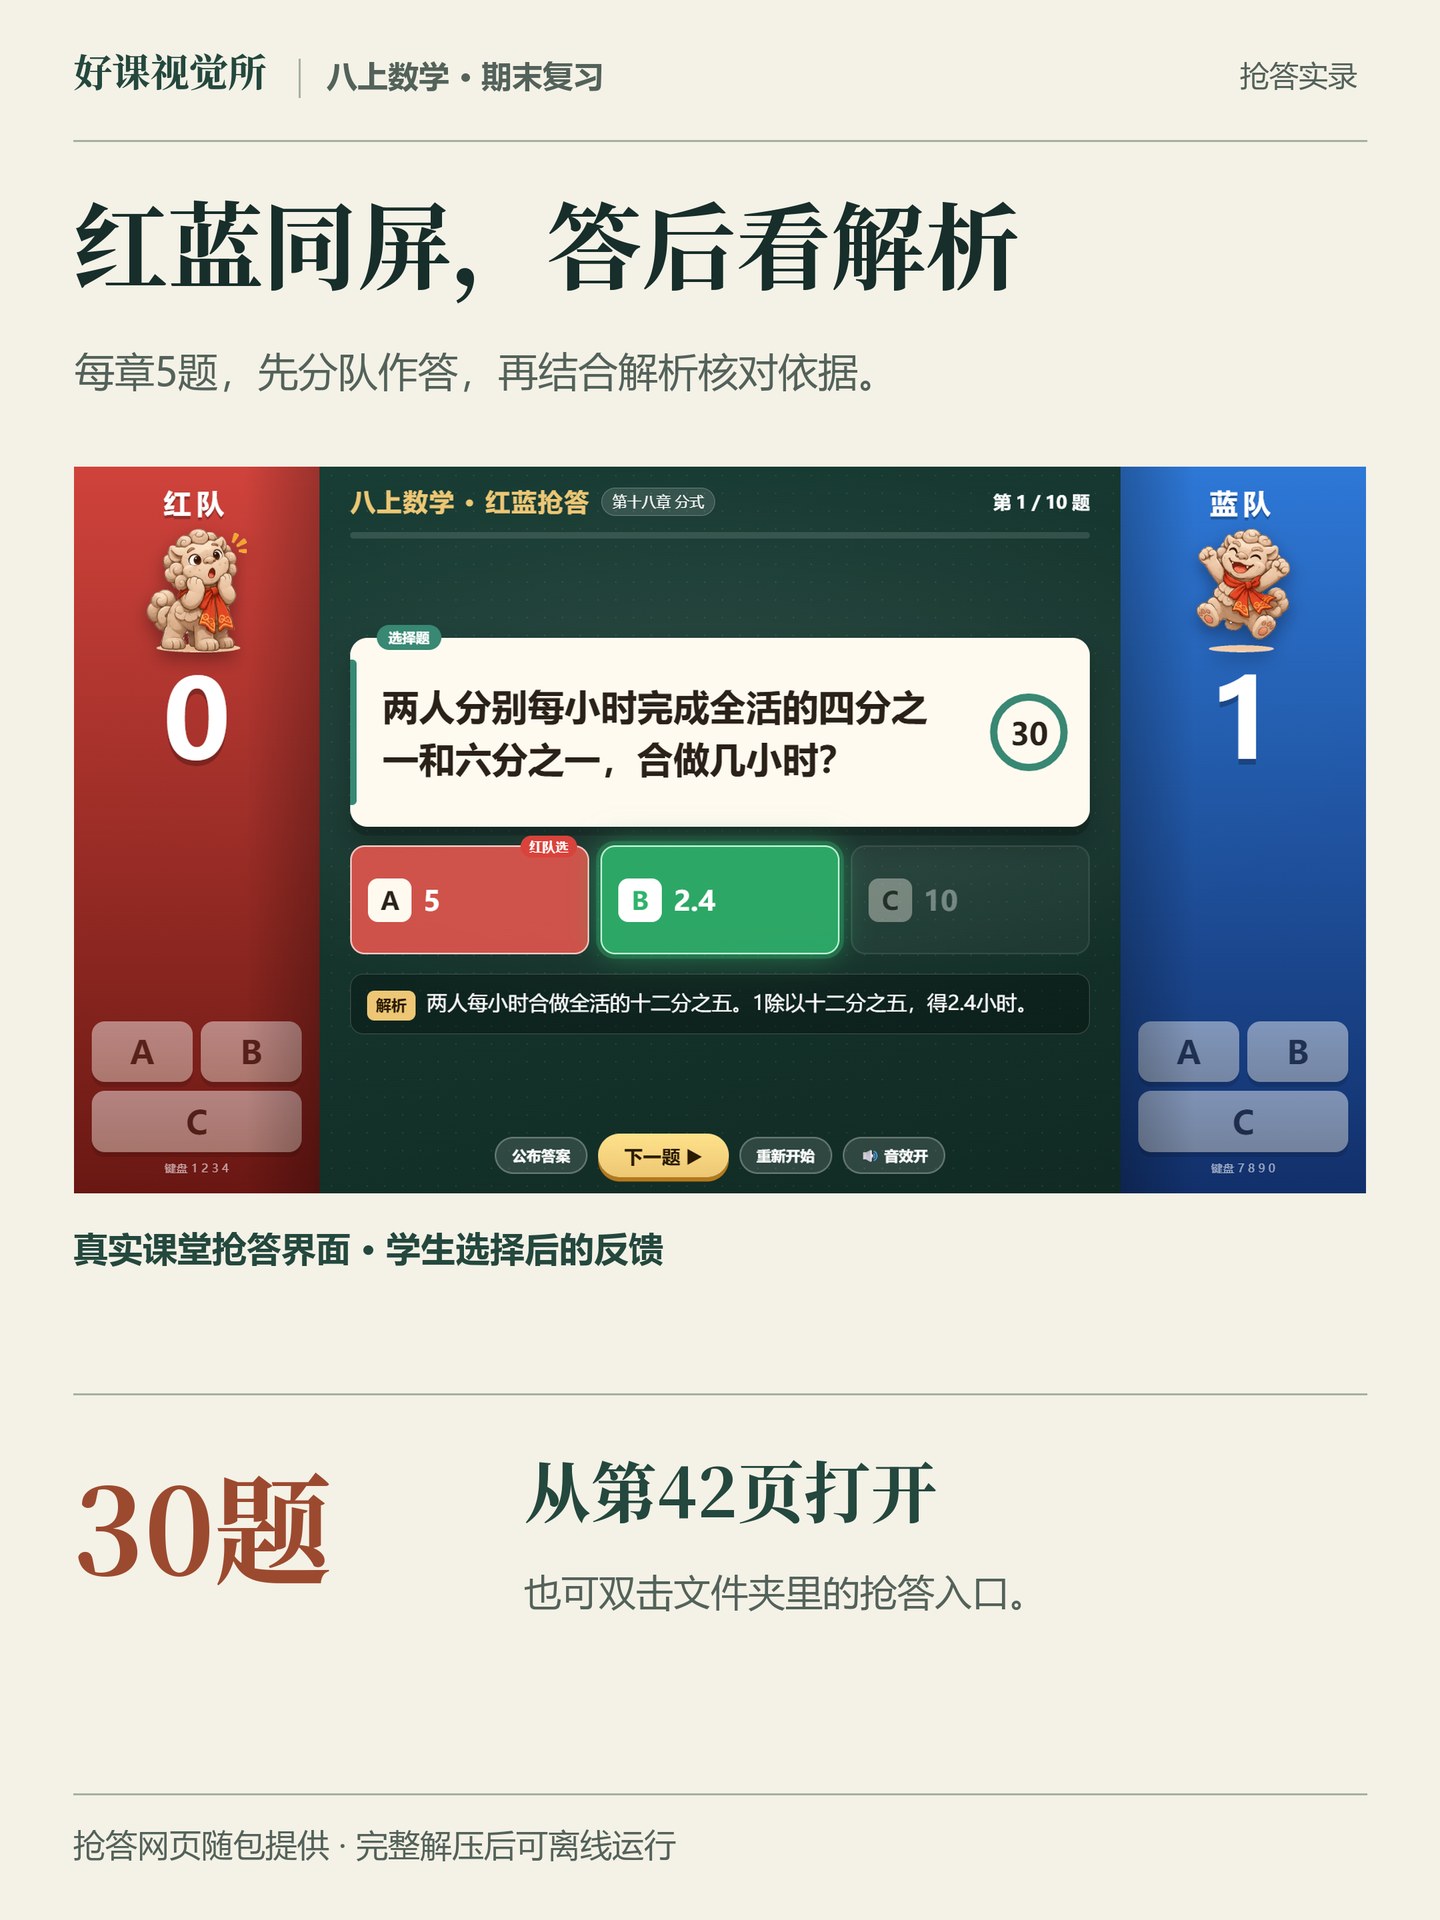 好课视觉所
八上数学·期末复习
抢答实录
红蓝同屏，答后看解析
每章5题，先分队作答，再结合解析核对依据。
红队
0
A
B
C
键盘 1 2 3 4
八上数学·红蓝抢答
第十八章 分式
第 1 / 10 题
选择题
两人分别每小时完成全活的四分之
一和六分之一，合做几小时？
30
红队选
A 5
B 2.4
C 10
解析 两人每小时合做全活的十二分之五。1除以十二分之五，得2.4小时。
公布答案
下一题 ▶
重新开始
🔊 音效开
蓝队
1
A
B
C
键盘 7 8 9 0
真实课堂抢答界面·学生选择后的反馈
30题
从第42页打开
也可双击文件夹里的抢答入口。
抢答网页随包提供·完整解压后可离线运行